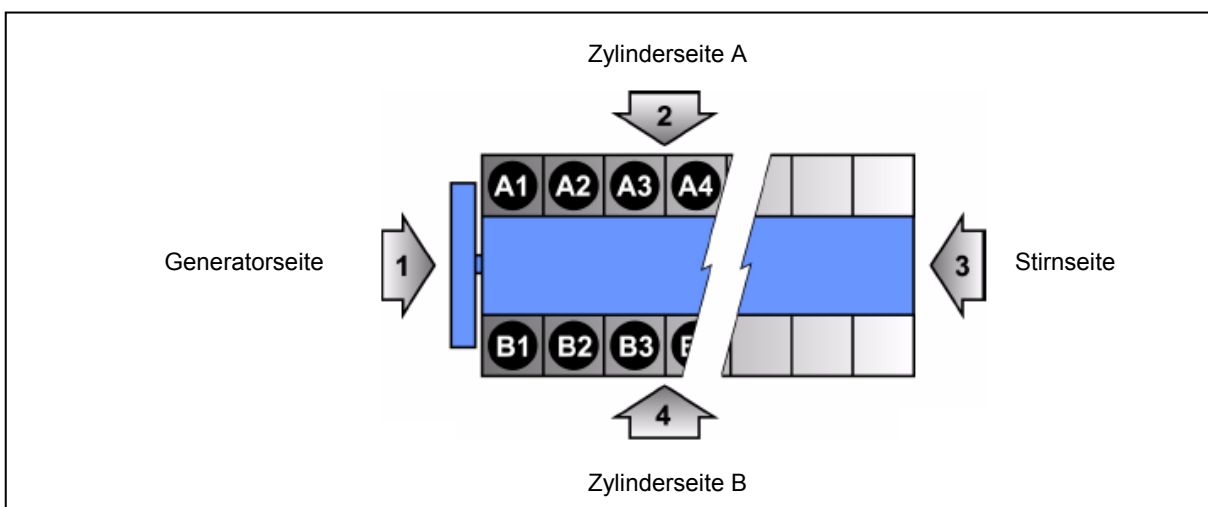 Zylinderseite A
2
A1 A2 A3 A4
Generatorseite 1 3 Stirnseite
B1 B2 B3 B
4
Zylinderseite B